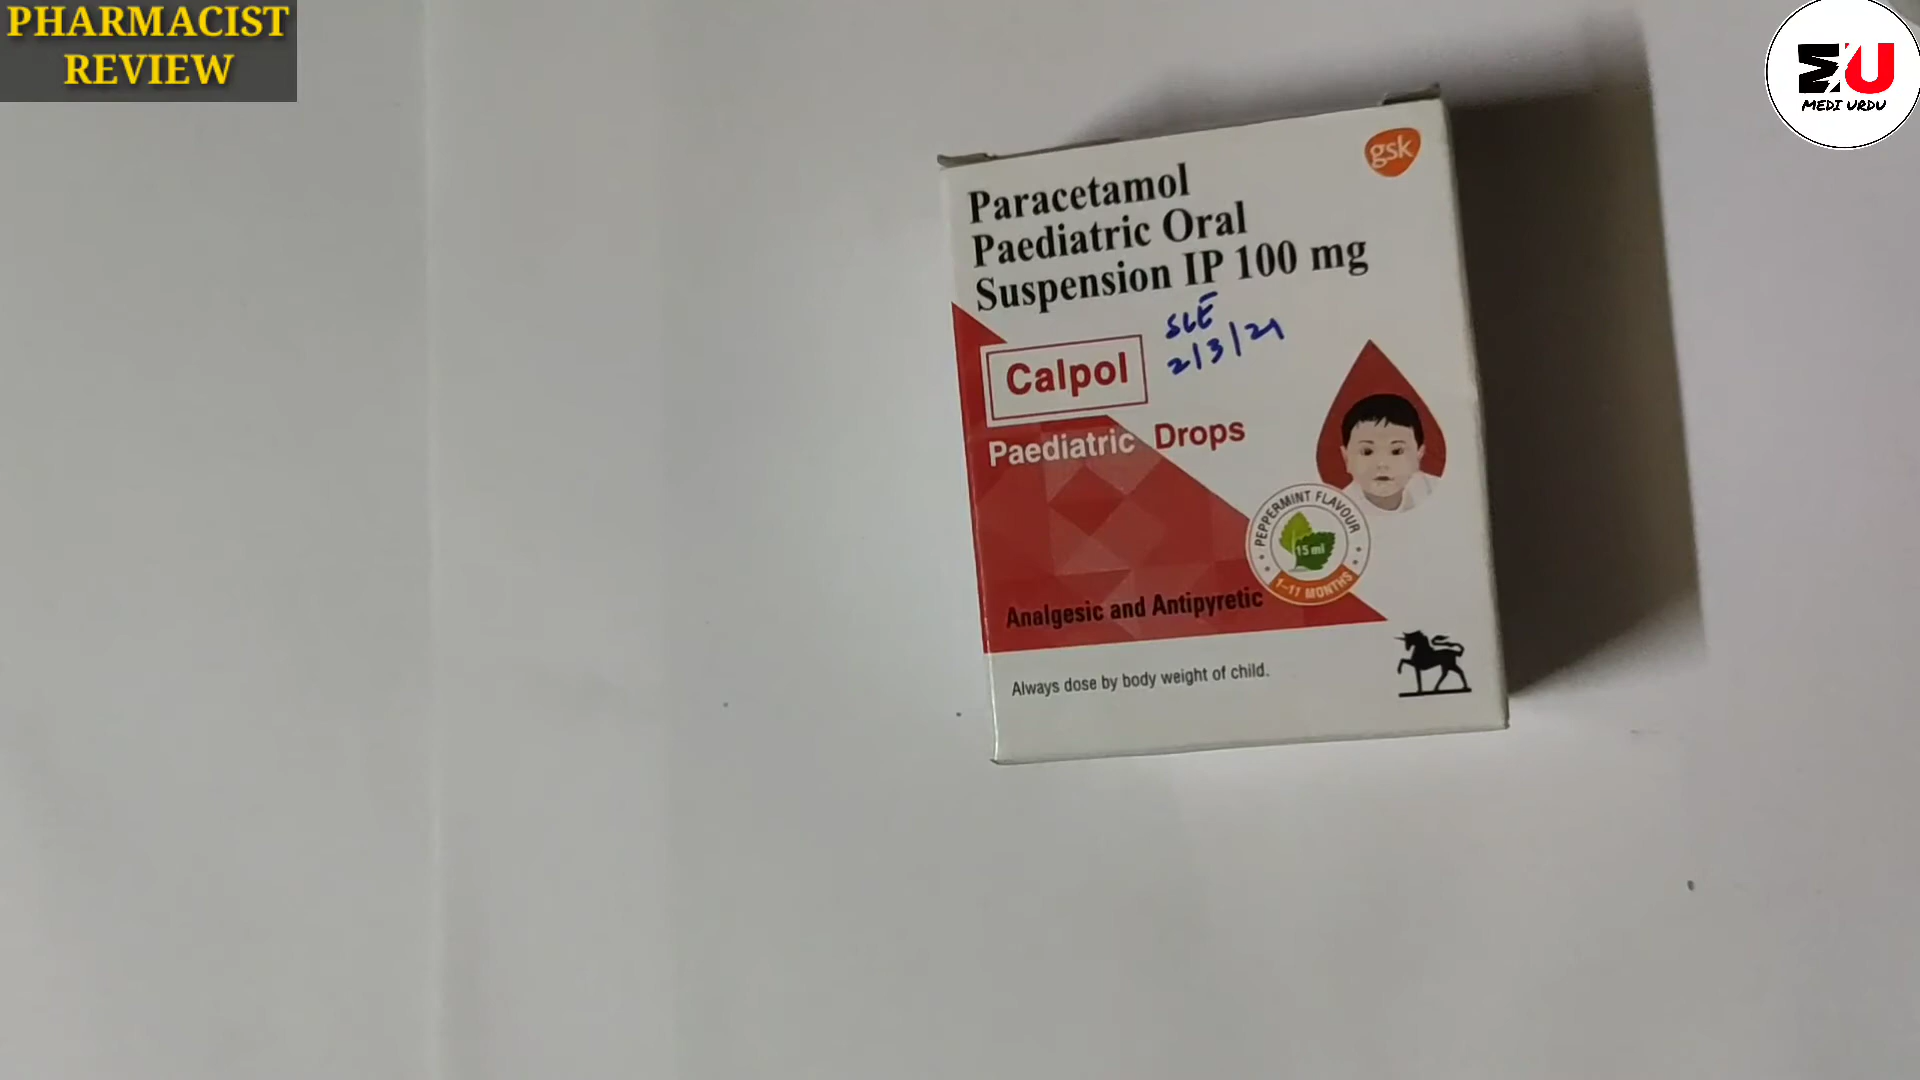 PHARMACIST
REVIEW
MU
MEDI URDU
gsk
Paracetamol
Paediatric Oral
Suspension IP 100 mg
2/3/21
Calpol
Paediatric Drops
PEPPERMINT FLAVOUR
15 ml
1-11 MONTHS
Analgesic and Antipyretic
Always dose by body weight of child.